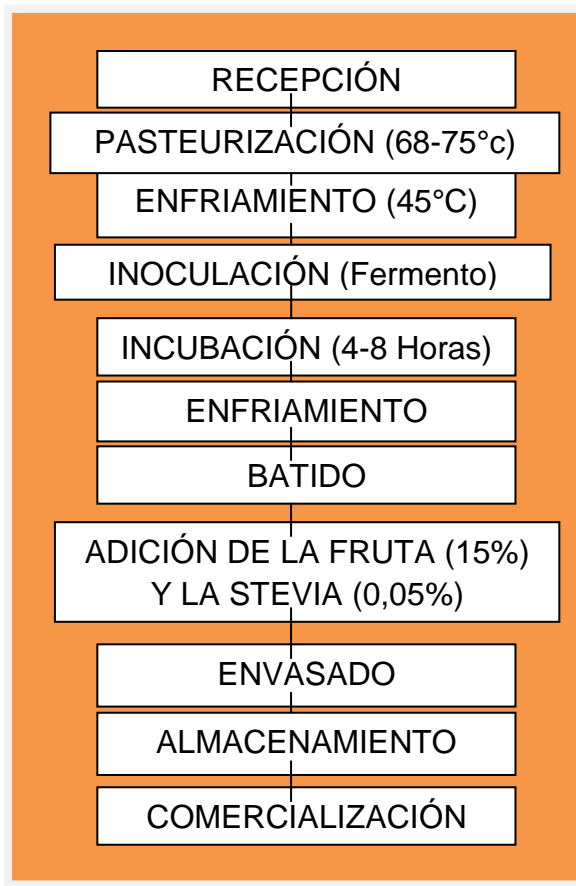 RECEPCIÓN
PASTEURIZACIÓN (68-75°c)
ENFRIAMIENTO (45°C)
INOCULACIÓN (Fermento)
INCUBACIÓN (4-8 Horas)
ENFRIAMIENTO
BATIDO
ADICIÓN DE LA FRUTA (15%)
Y LA STEVIA (0,05%)
ENVASADO
ALMACENAMIENTO
COMERCIALIZACIÓN